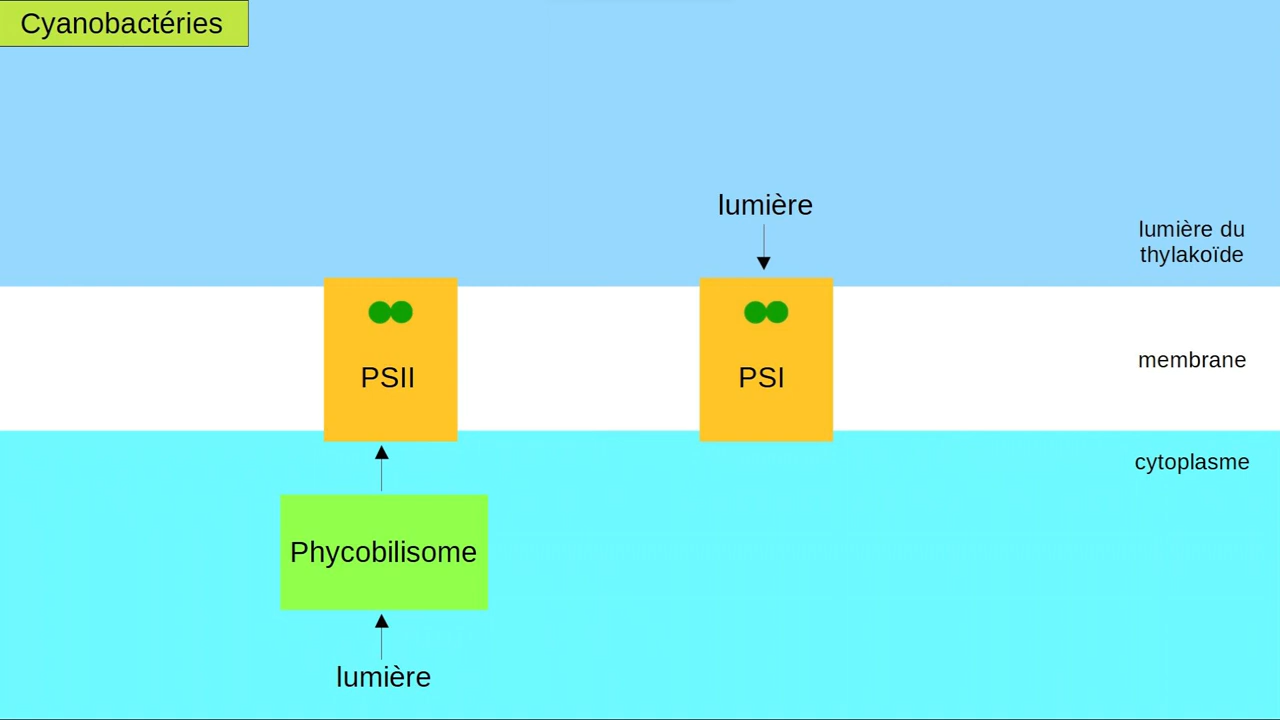 Cyanobactéries
lumière
lumière du
thylakoïde
PSII
PSI
membrane
cytoplasme
Phycobilisome
lumière